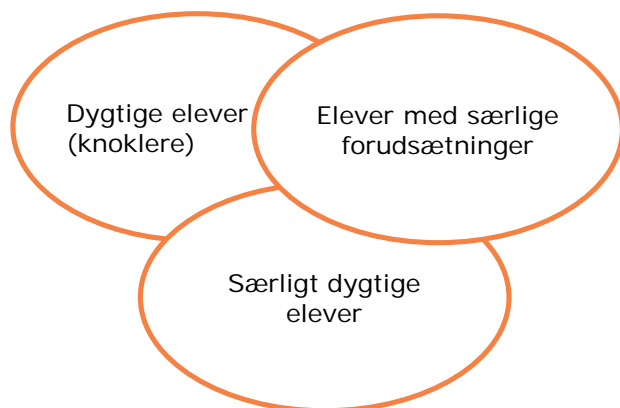 Dygtige elever
(knoklere)
Elever med særlige
forudsætninger
Særligt dygtige
elever